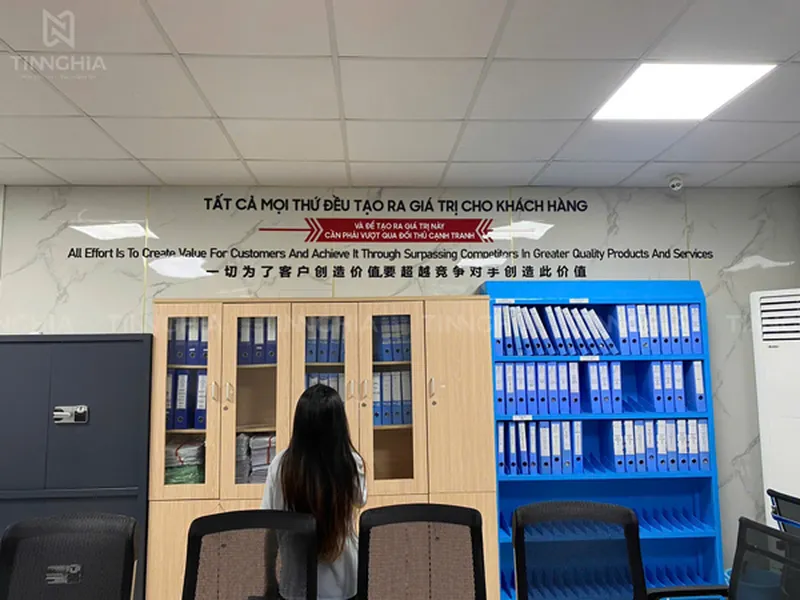 TINNGHIA
TẤT CẢ MỌI THỨ ĐỀU TẠO RA GIÁ TRỊ CHO KHÁCH HÀNG
VÀ ĐỂ TẠO RA GIÁ TRỊ NÀY
CẦN PHẢI VƯỢT QUA ĐỐI THỦ CẠNH TRANH
All Effort Is To Create Value For Customers And Achieve It Through Surpassing Competitors In Greater Quality Products And Services
一切为了客户创造价值要超越竞争对手创造此价值